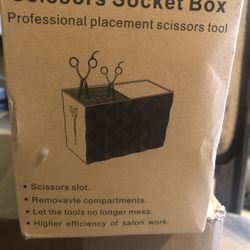 Scissors Socket Box
Professional placement scissors tool
• Scissors slot.
• Removavle compartments.
• Let the tools no longer mess.
• Higher efficiency of salon work.